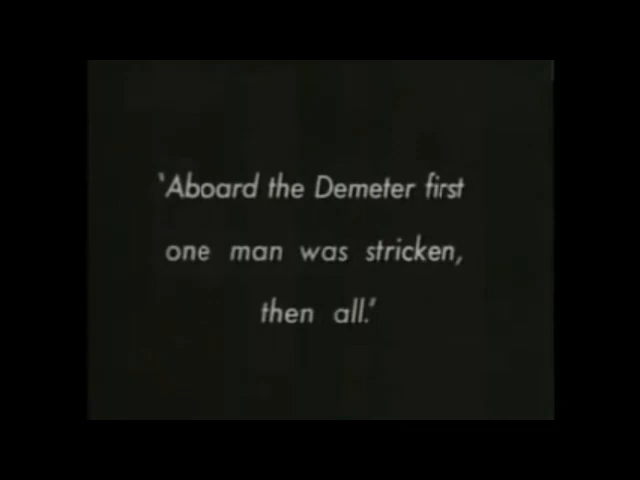 'Aboard the Demeter first
one man was stricken,
then all.'